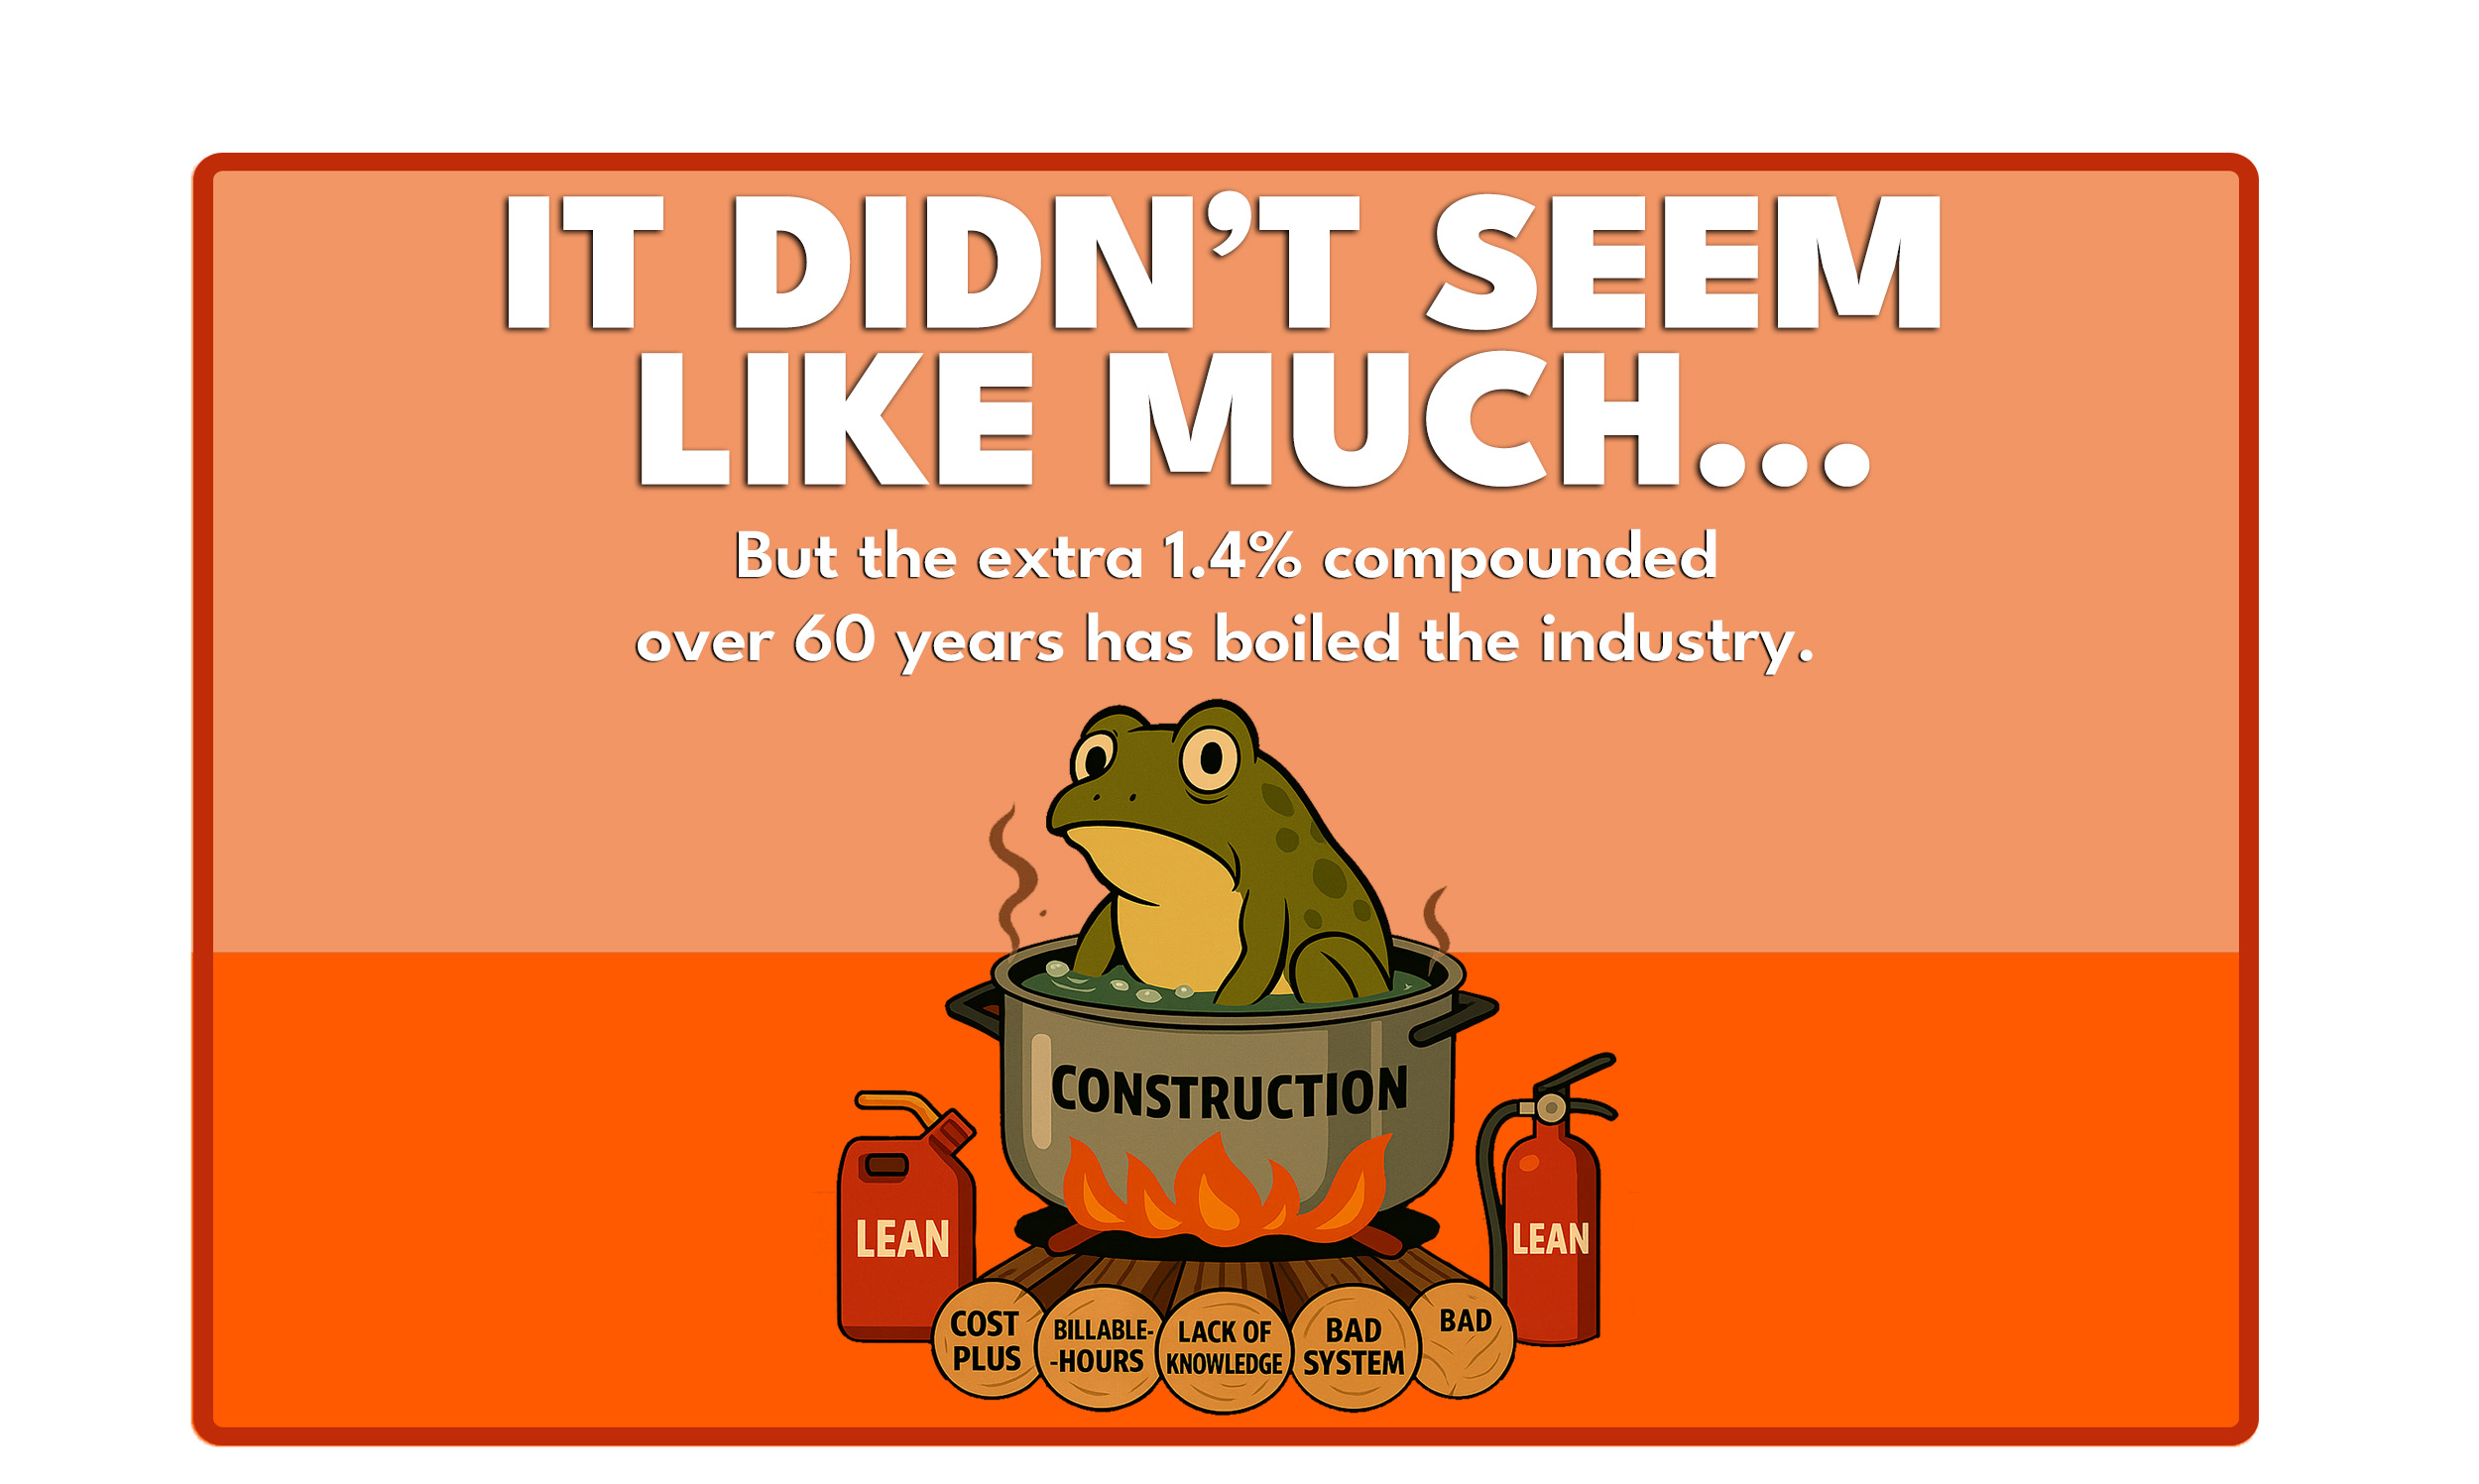 IT DIDN’T SEEM
LIKE MUCH...
But the extra 1.4% compounded
over 60 years has boiled the industry.
CONSTRUCTION
LEAN
LEAN
COST
PLUS
BILLABLE-
-HOURS
LACK OF
KNOWLEDGE
BAD
SYSTEM
BAD